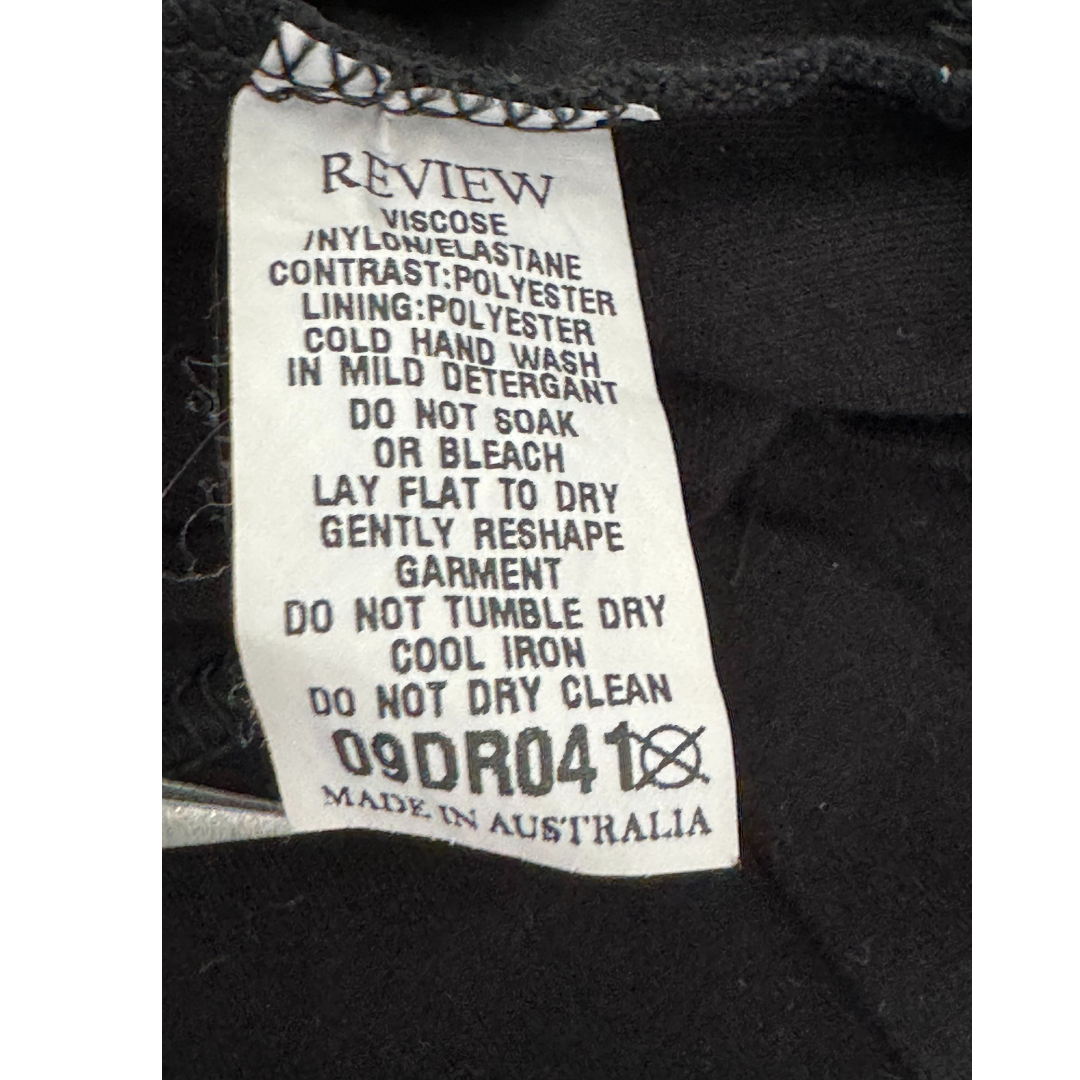 REVIEW
VISCOSE
/NYLON/ELASTANE
CONTRAST:POLYESTER
LINING:POLYESTER
COLD HAND WASH
IN MILD DETERGANT
DO NOT SOAK
OR BLEACH
LAY FLAT TO DRY
GENTLY RESHAPE
GARMENT
DO NOT TUMBLE DRY
COOL IRON
DO NOT DRY CLEAN
09DR041
MADE IN AUSTRALIA